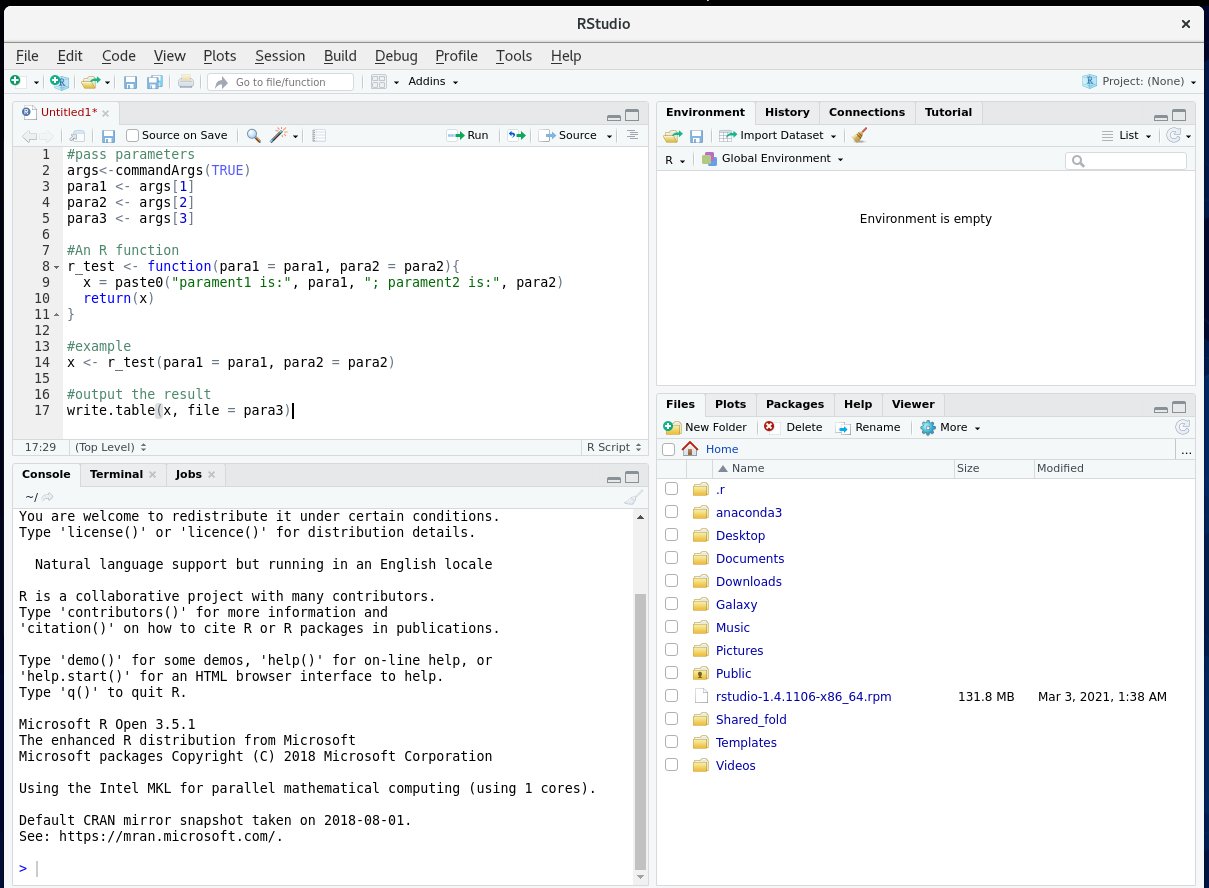 RStudio
File Edit Code View Plots Session Build Debug Profile Tools Help
Go to file/function Addins Project: (None)
Untitled1*
Source on Save Run Source
1 #pass parameters
2 args<-commandArgs(TRUE)
3 para1 <- args[1]
4 para2 <- args[2]
5 para3 <- args[3]
6
7 #An R function
8 r_test <- function(para1 = para1, para2 = para2){
9   x = paste0("parament1 is:", para1, "; parament2 is:", para2)
10   return(x)
11 }
12
13 #example
14 x <- r_test(para1 = para1, para2 = para2)
15
16 #output the result
17 write.table(x, file = para3)
17:29 (Top Level) R Script
Console Terminal Jobs
~/
You are welcome to redistribute it under certain conditions.
Type 'license()' or 'licence()' for distribution details.
Natural language support but running in an English locale
R is a collaborative project with many contributors.
Type 'contributors()' for more information and
'citation()' on how to cite R or R packages in publications.
Type 'demo()' for some demos, 'help()' for on-line help, or
'help.start()' for an HTML browser interface to help.
Type 'q()' to quit R.
Microsoft R Open 3.5.1
The enhanced R distribution from Microsoft
Microsoft packages Copyright (C) 2018 Microsoft Corporation
Using the Intel MKL for parallel mathematical computing (using 1 cores).
Default CRAN mirror snapshot taken on 2018-08-01.
See: https://mran.microsoft.com/.
>
Environment History Connections Tutorial
Import Dataset List
R Global Environment
Environment is empty
Files Plots Packages Help Viewer
New Folder Delete Rename More
Home ...
Name Size Modified
.r
anaconda3
Desktop
Documents
Downloads
Galaxy
Music
Pictures
Public
rstudio-1.4.1106-x86_64.rpm 131.8 MB Mar 3, 2021, 1:38 AM
Shared_fold
Templates
Videos